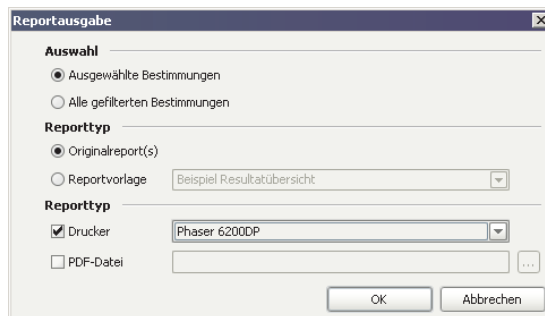 Reportausgabe
Auswahl
Ausgewählte Bestimmungen
Alle gefilterten Bestimmungen
Reporttyp
Originalreport(s)
Reportvorlage Beispiel Resultatübersicht
Reporttyp
Drucker Phaser 6200DP
PDF-Datei ...
OK Abbrechen